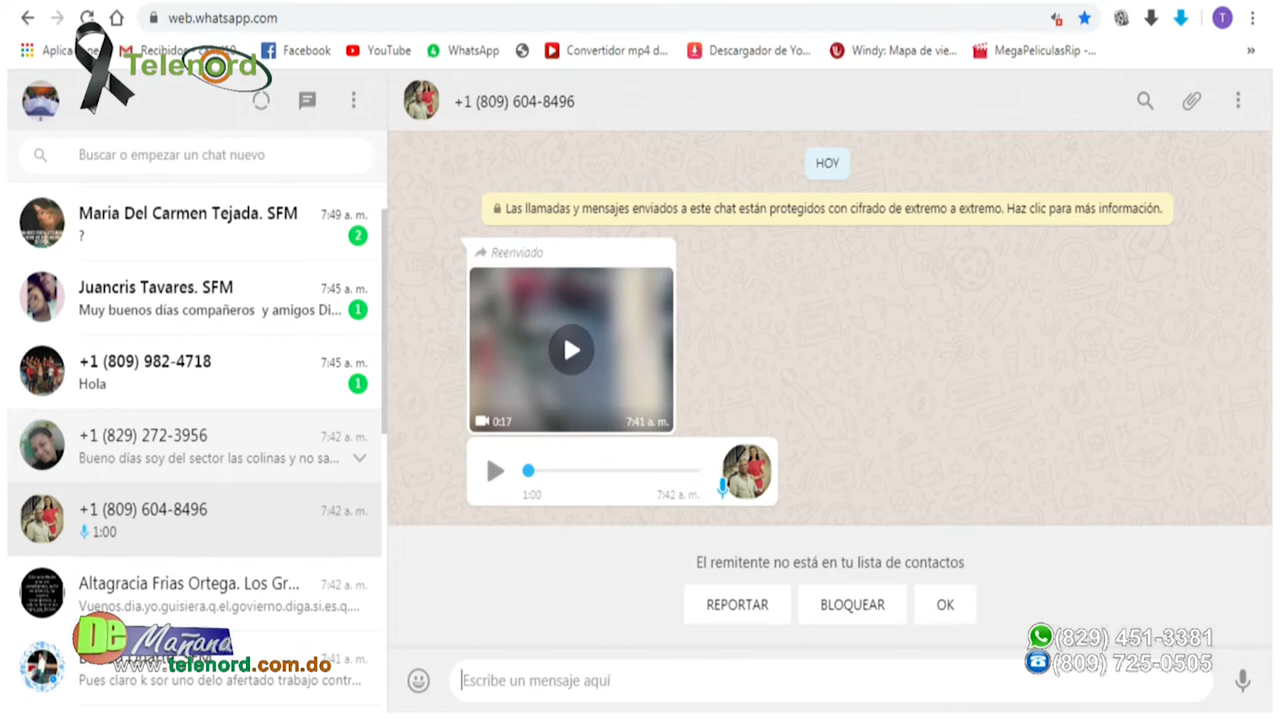 web.whatsapp.com
T
Facebook
YouTube
WhatsApp
Convertidor mp4 d...
Descargador de Yo...
Windy: Mapa de vie...
MegaPeliculasRip -...
»
Telenord
+1 (809) 604-8496
Buscar o empezar un chat nuevo
Maria Del Carmen Tejada. SFM
7:49 a. m.
?
2
Juancris Tavares. SFM
7:45 a. m.
Muy buenos días compañeros y amigos Di...
1
+1 (809) 982-4718
7:45 a. m.
Hola
1
+1 (829) 272-3956
7:42 a. m.
Bueno días soy del sector las colinas y no sa...
+1 (809) 604-8496
7:42 a. m.
1:00
Altagracia Frias Ortega. Los Gr...
7:42 a. m.
Vuenos.dia.yo.guisiera.q.el.govierno.diga.si.es.q....
7:41 a. m.
Pues claro k sor uno delo afertado trabajo contr...
De Mañana
www.telenord.com.do
HOY
Las llamadas y mensajes enviados a este chat están protegidos con cifrado de extremo a extremo. Haz clic para más información.
Reenviado
0:17
7:41 a. m.
1:00
7:42 a. m.
El remitente no está en tu lista de contactos
REPORTAR
BLOQUEAR
OK
Escribe un mensaje aquí
(829) 451-3381
(809) 725-0505